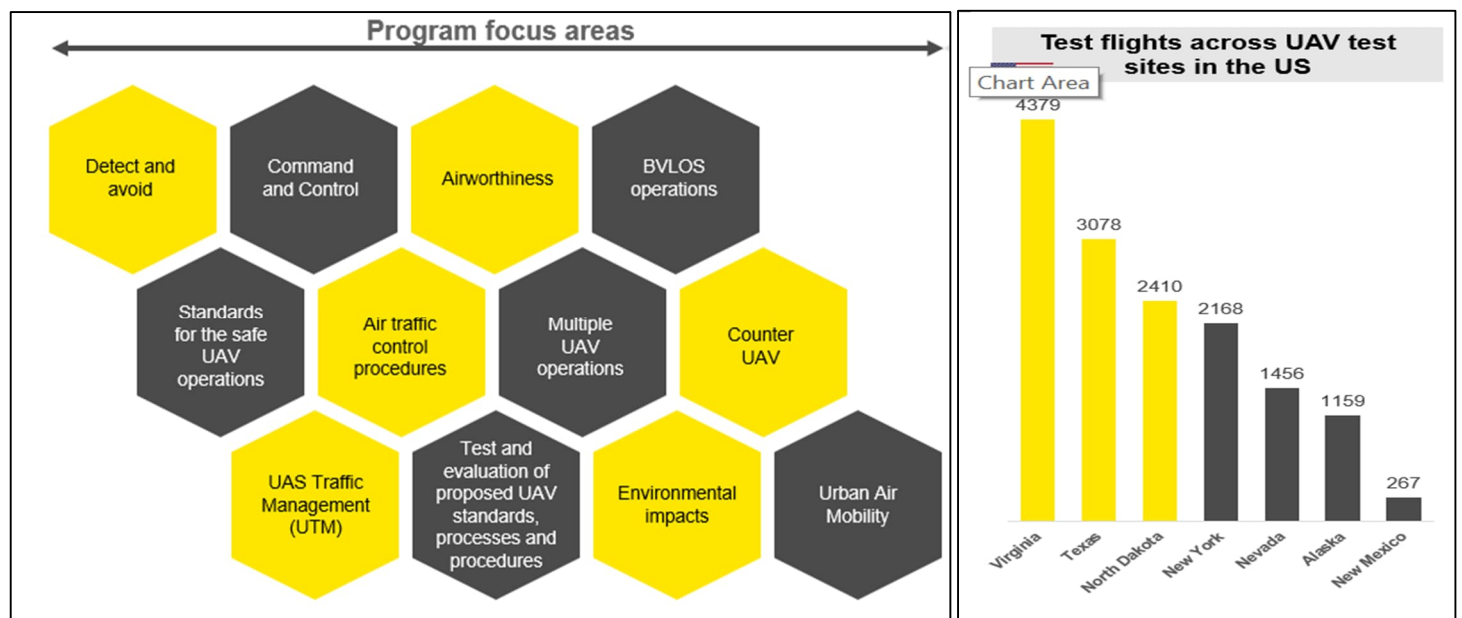 Program focus areas
Detect and
avoid
Command
and Control
Airworthiness
BVLOS
operations
Standards
for the safe
UAV
operations
Air traffic
control
procedures
Multiple
UAV
operations
Counter
UAV
UAS Traffic
Management
(UTM)
Test and
evaluation of
proposed UAV
standards,
processes and
procedures
Environmental
impacts
Urban Air
Mobility
Test flights across UAV test
sites in the US
Chart Area
4379
3078
2410
2168
1456
1159
267
Virginia
Texas
North Dakota
New York
Nevada
Alaska
New Mexico